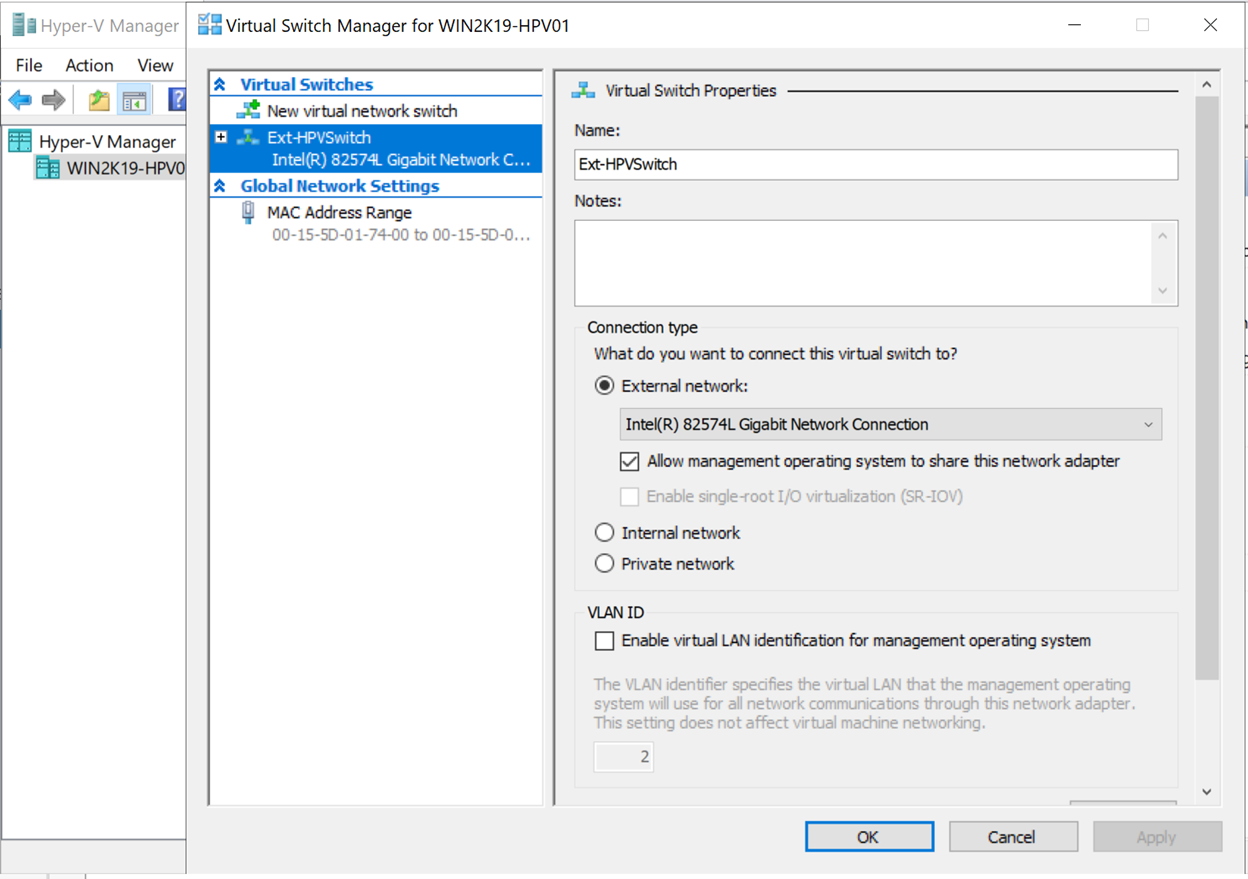 Hyper-V Manager
File Action View
Hyper-V Manager
WIN2K19-HPV0
Virtual Switch Manager for WIN2K19-HPV01
Virtual Switches
New virtual network switch
Ext-HPVSwitch
Intel(R) 82574L Gigabit Network C...
Global Network Settings
MAC Address Range
00-15-5D-01-74-00 to 00-15-5D-0...
Virtual Switch Properties
Name:
Ext-HPVSwitch
Notes:
Connection type
What do you want to connect this virtual switch to?
External network:
Intel(R) 82574L Gigabit Network Connection
Allow management operating system to share this network adapter
Enable single-root I/O virtualization (SR-IOV)
Internal network
Private network
VLAN ID
Enable virtual LAN identification for management operating system
The VLAN identifier specifies the virtual LAN that the management operating
system will use for all network communications through this network adapter.
This setting does not affect virtual machine networking.
2
OK Cancel Apply